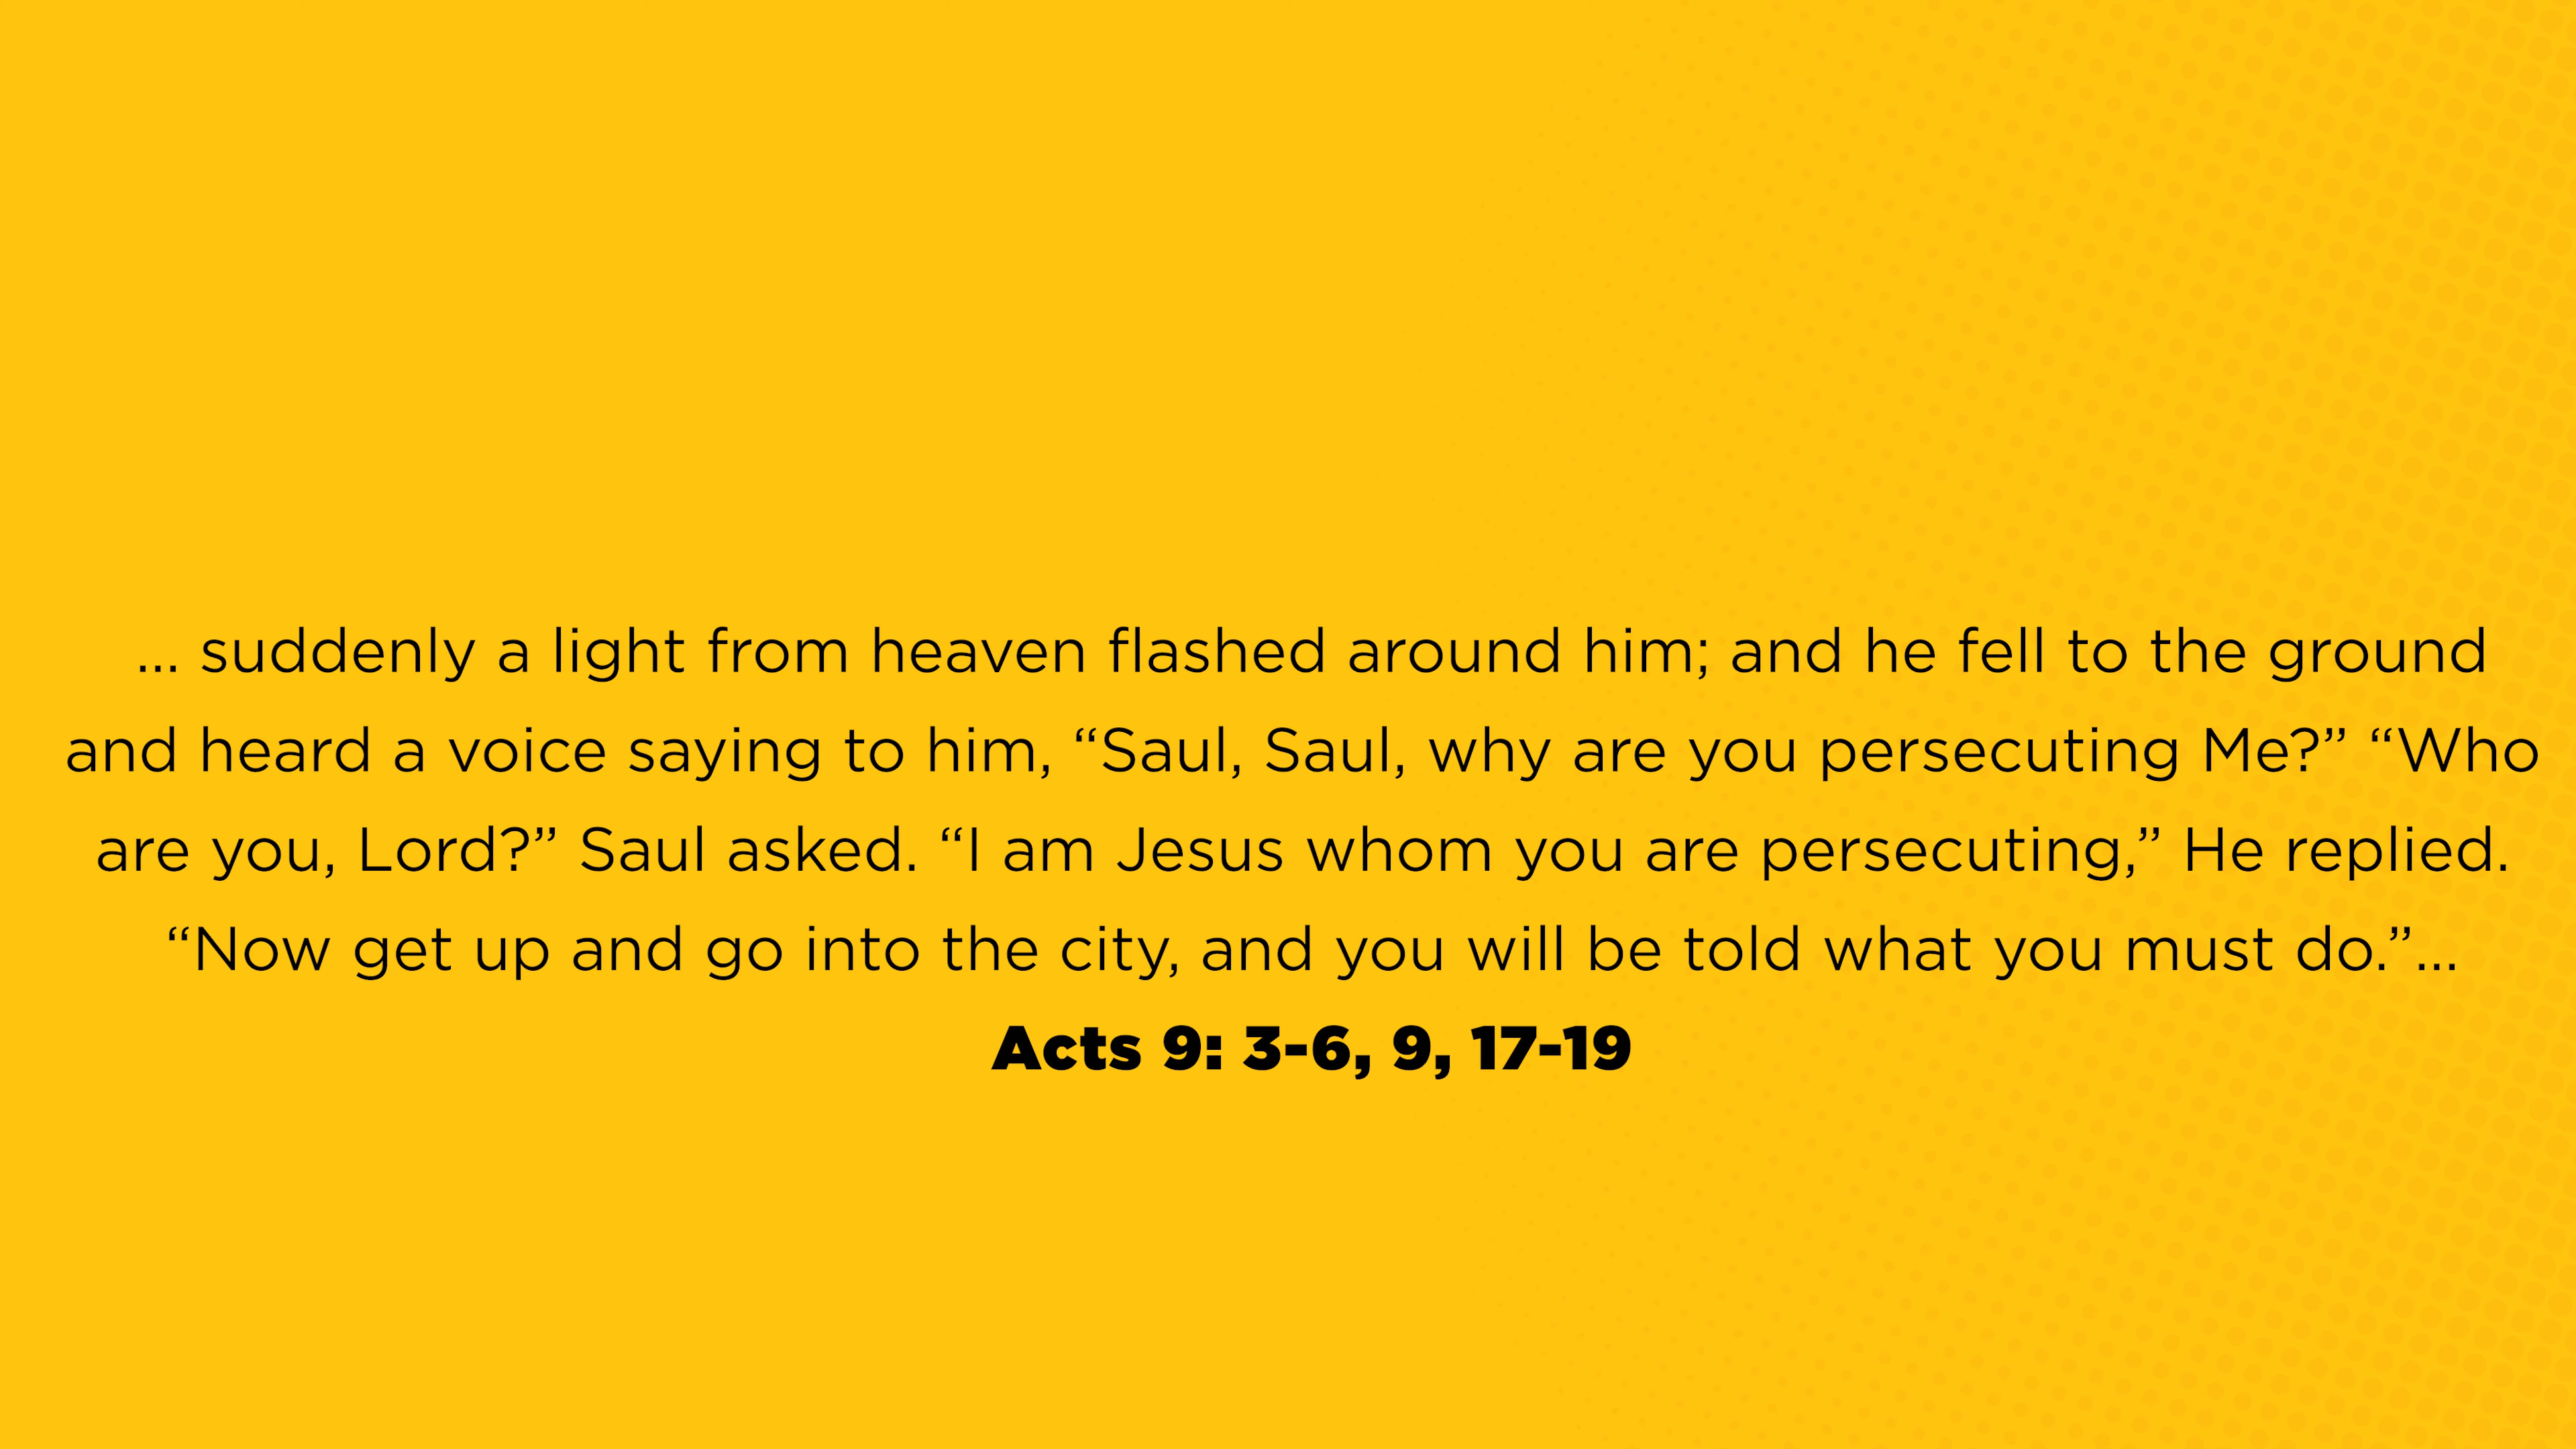 ... suddenly a light from heaven flashed around him; and he fell to the ground
and heard a voice saying to him, “Saul, Saul, why are you persecuting Me?” “Who
are you, Lord?” Saul asked. “I am Jesus whom you are persecuting,” He replied.
“Now get up and go into the city, and you will be told what you must do.”...
Acts 9: 3-6, 9, 17-19